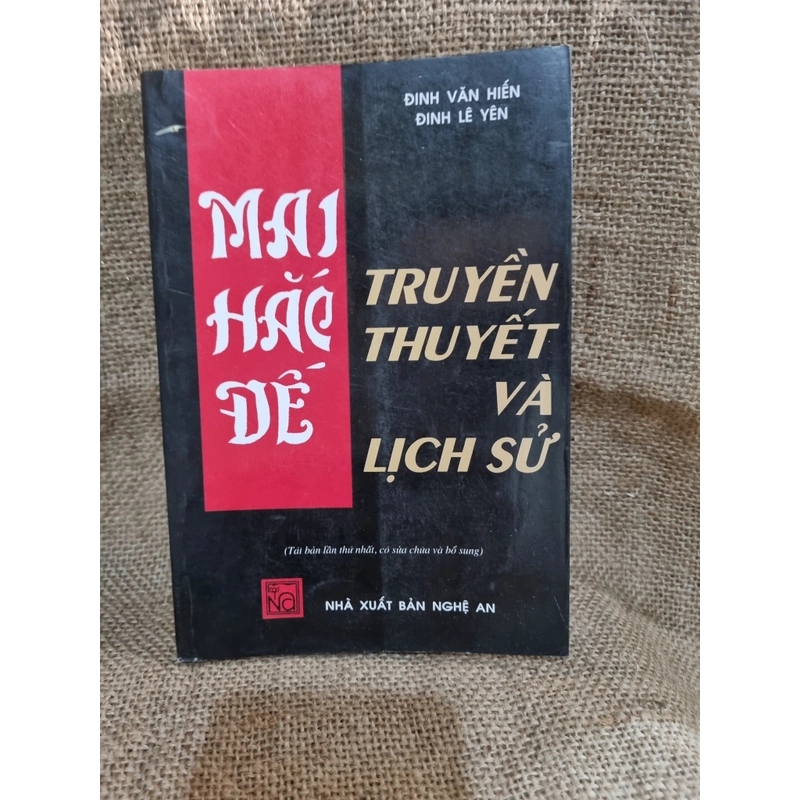 ĐINH VĂN HIẾN
ĐINH LÊ YÊN
MAI
HẮC
ĐẾ
TRUYỀN
THUYẾT
VÀ
LỊCH SỬ
(Tái bản lần thứ nhất, có sửa chữa và bổ sung)
NHÀ XUẤT BẢN NGHỆ AN